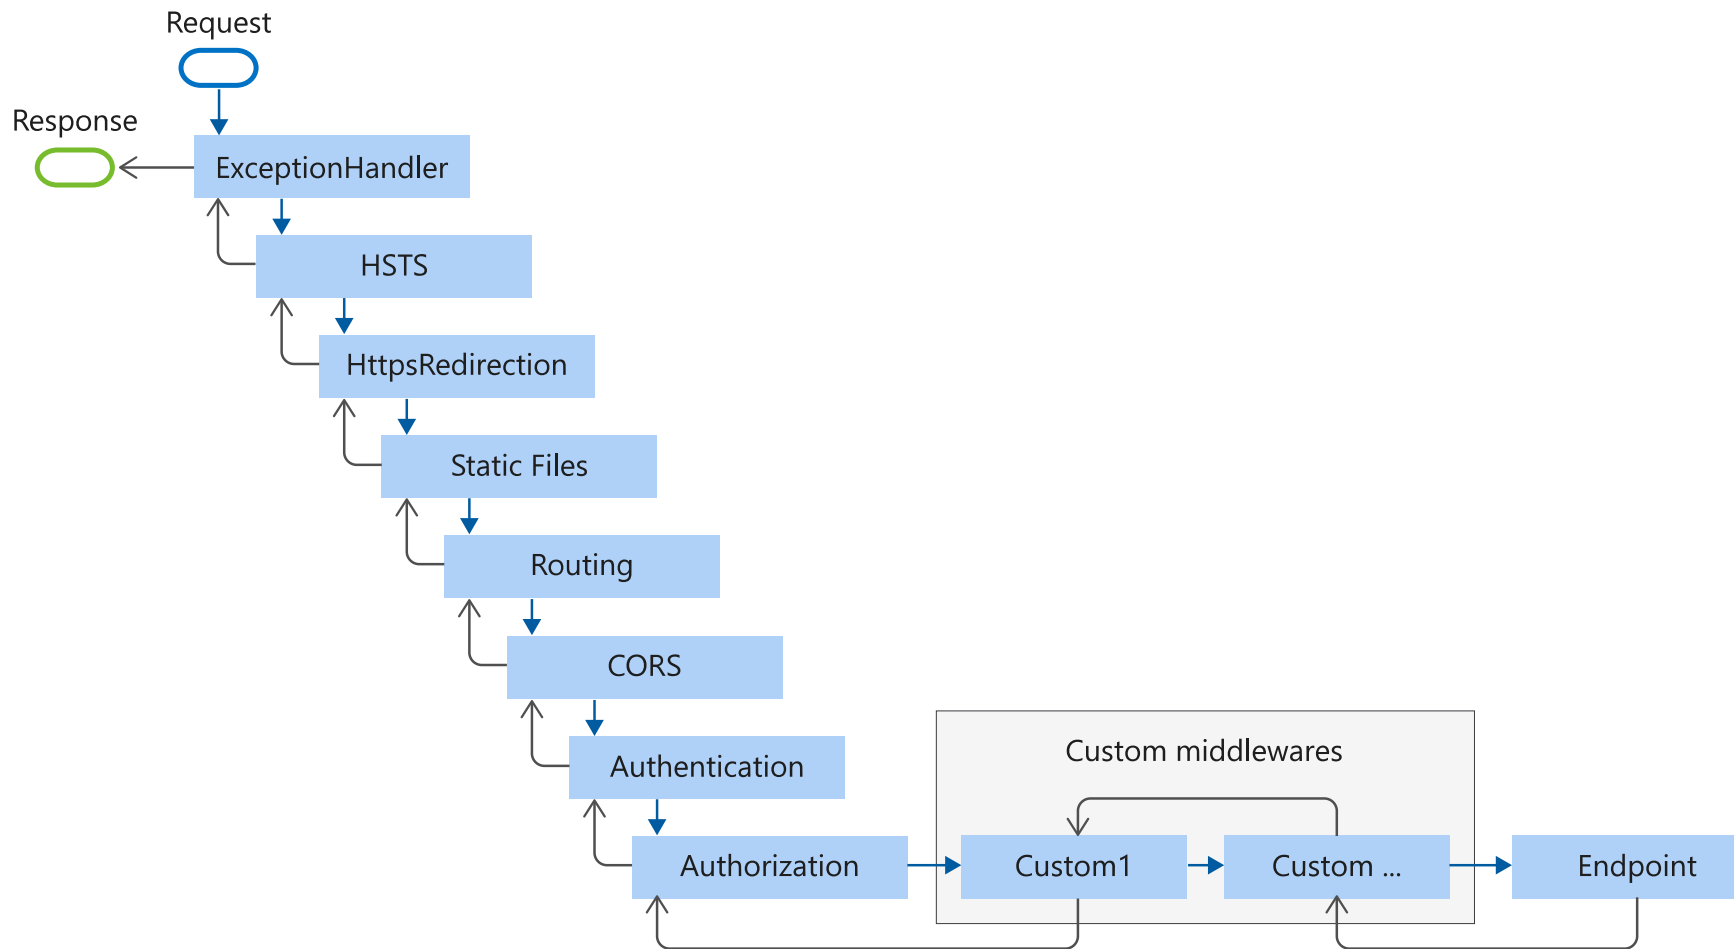 Request
Response
ExceptionHandler
HSTS
HttpsRedirection
Static Files
Routing
CORS
Authentication
Custom middlewares
Authorization
Custom1
Custom ...
Endpoint